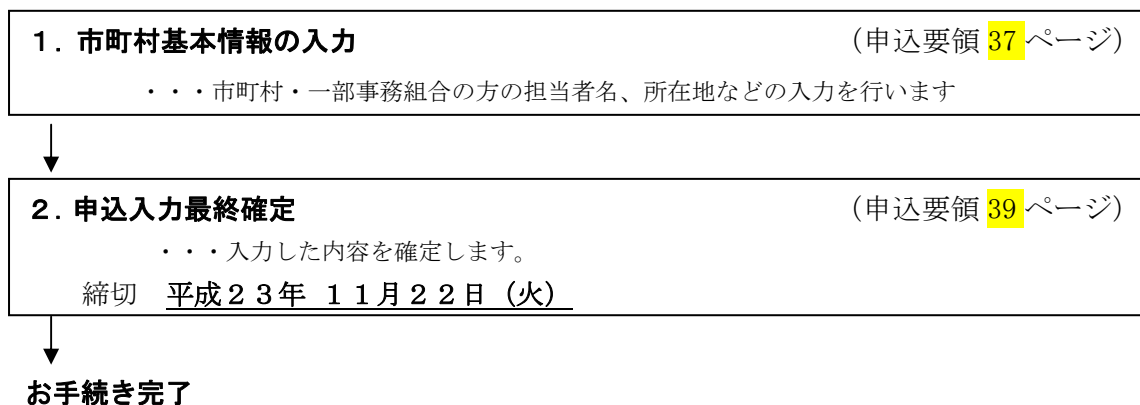 １．市町村基本情報の入力 （申込要領 37 ページ）
・・・市町村・一部事務組合の方の担当者名、所在地などの入力を行います
２．申込入力最終確定 （申込要領 39 ページ）
・・・入力した内容を確定します。
締切 平成２３年 １１月２２日（火）
お手続き完了